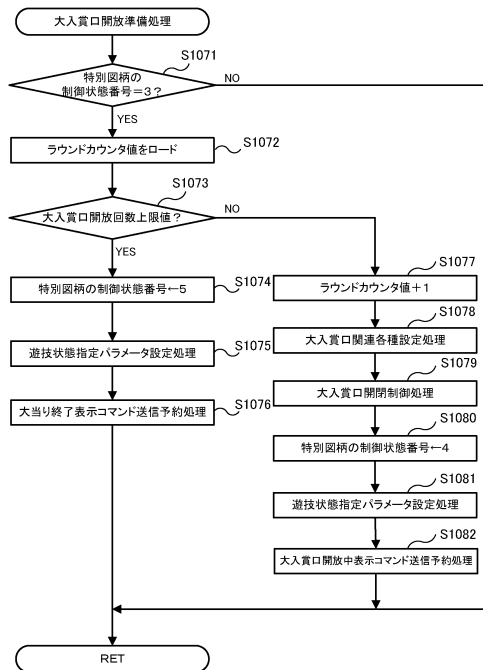 大入賞口開放準備処理
S1071
特別図柄の
制御状態番号=3?
NO
YES
ラウンドカウンタ値をロード
S1072
S1073
大入賞口開放回数上限値?
NO
YES
特別図柄の制御状態番号←5
S1074
遊技状態指定パラメータ設定処理
S1075
大当り終了表示コマンド送信予約処理
S1076
S1077
ラウンドカウンタ値+1
S1078
大入賞口関連各種設定処理
S1079
大入賞口開閉制御処理
S1080
特別図柄の制御状態番号←4
S1081
遊技状態指定パラメータ設定処理
S1082
大入賞口開放中表示コマンド送信予約処理
RET